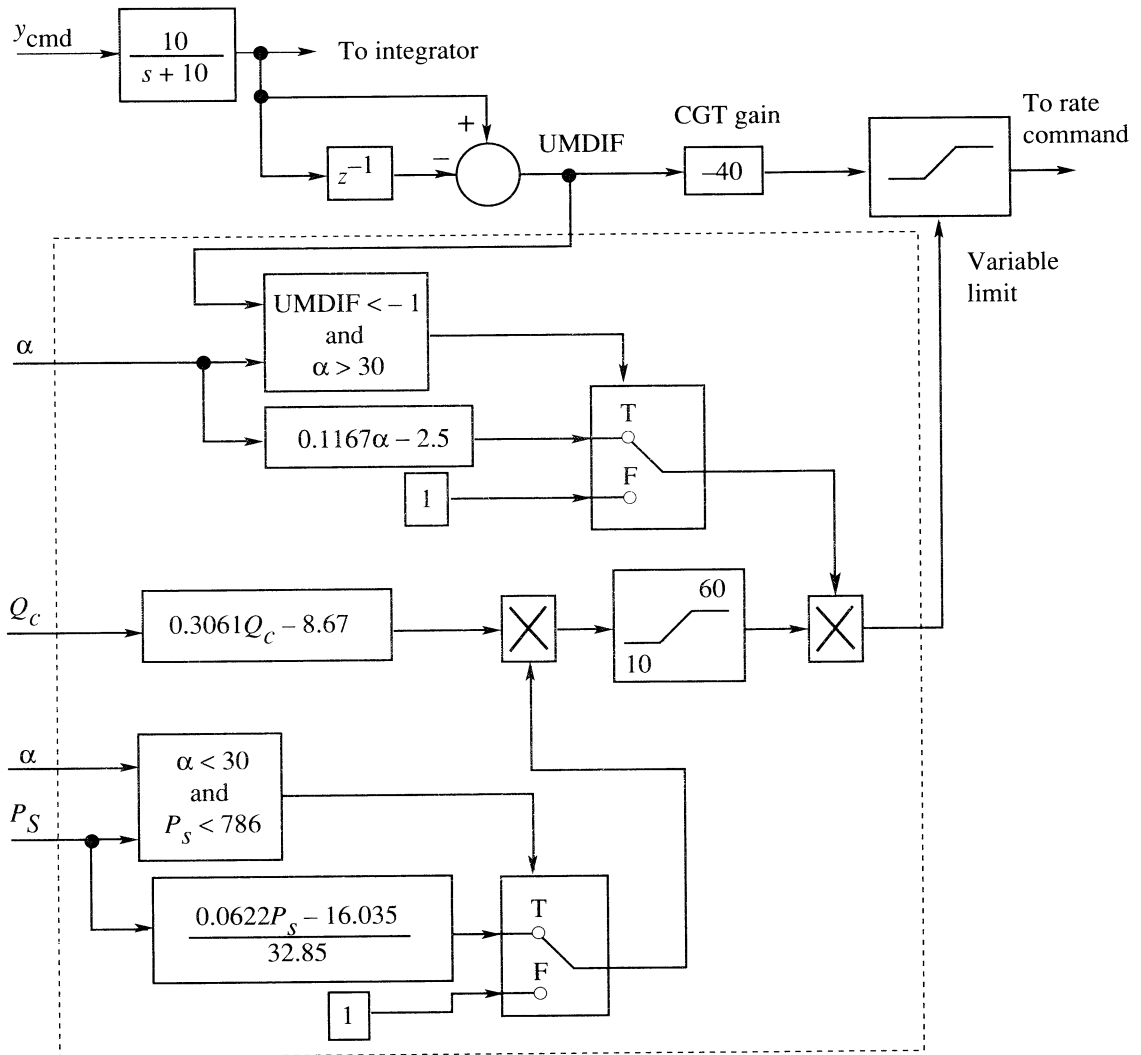 y_cmd
10
s + 10
To integrator
+
−
z^−1
UMDIF
CGT gain
−40
To rate
command
Variable
limit
UMDIF < − 1
and
α > 30
α
0.1167α − 2.5
T
F
1
Q_c
0.3061Q_c − 8.67
60
10
α
P_S
α < 30
and
P_s < 786
0.0622P_s − 16.035
32.85
T
F
1